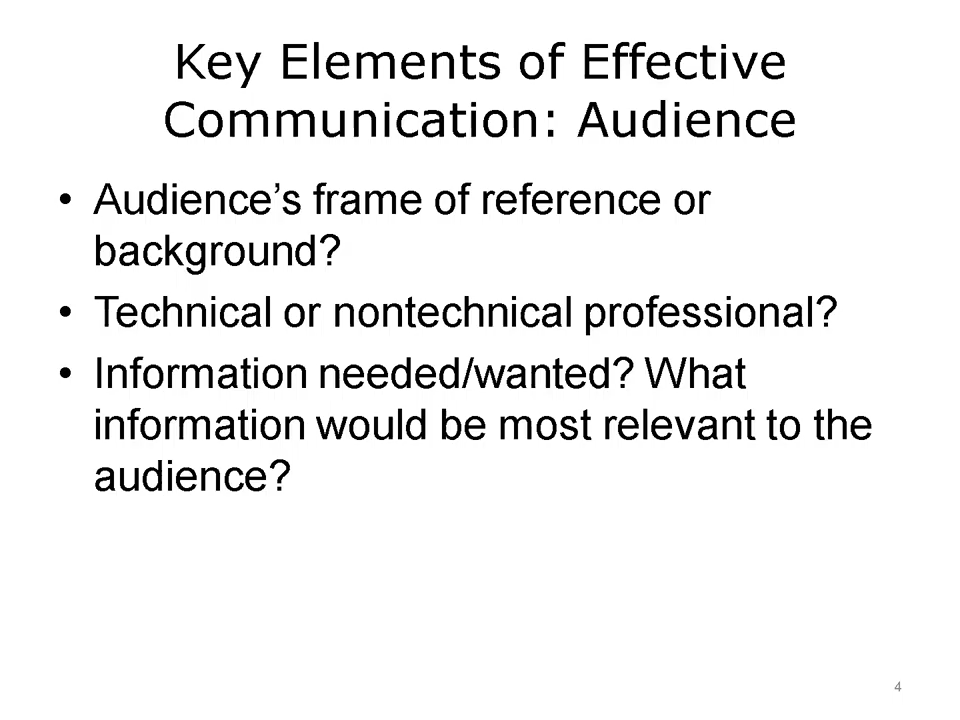 Key Elements of Effective
Communication: Audience
• Audience’s frame of reference or
background?
• Technical or nontechnical professional?
• Information needed/wanted? What
information would be most relevant to the
audience?
4